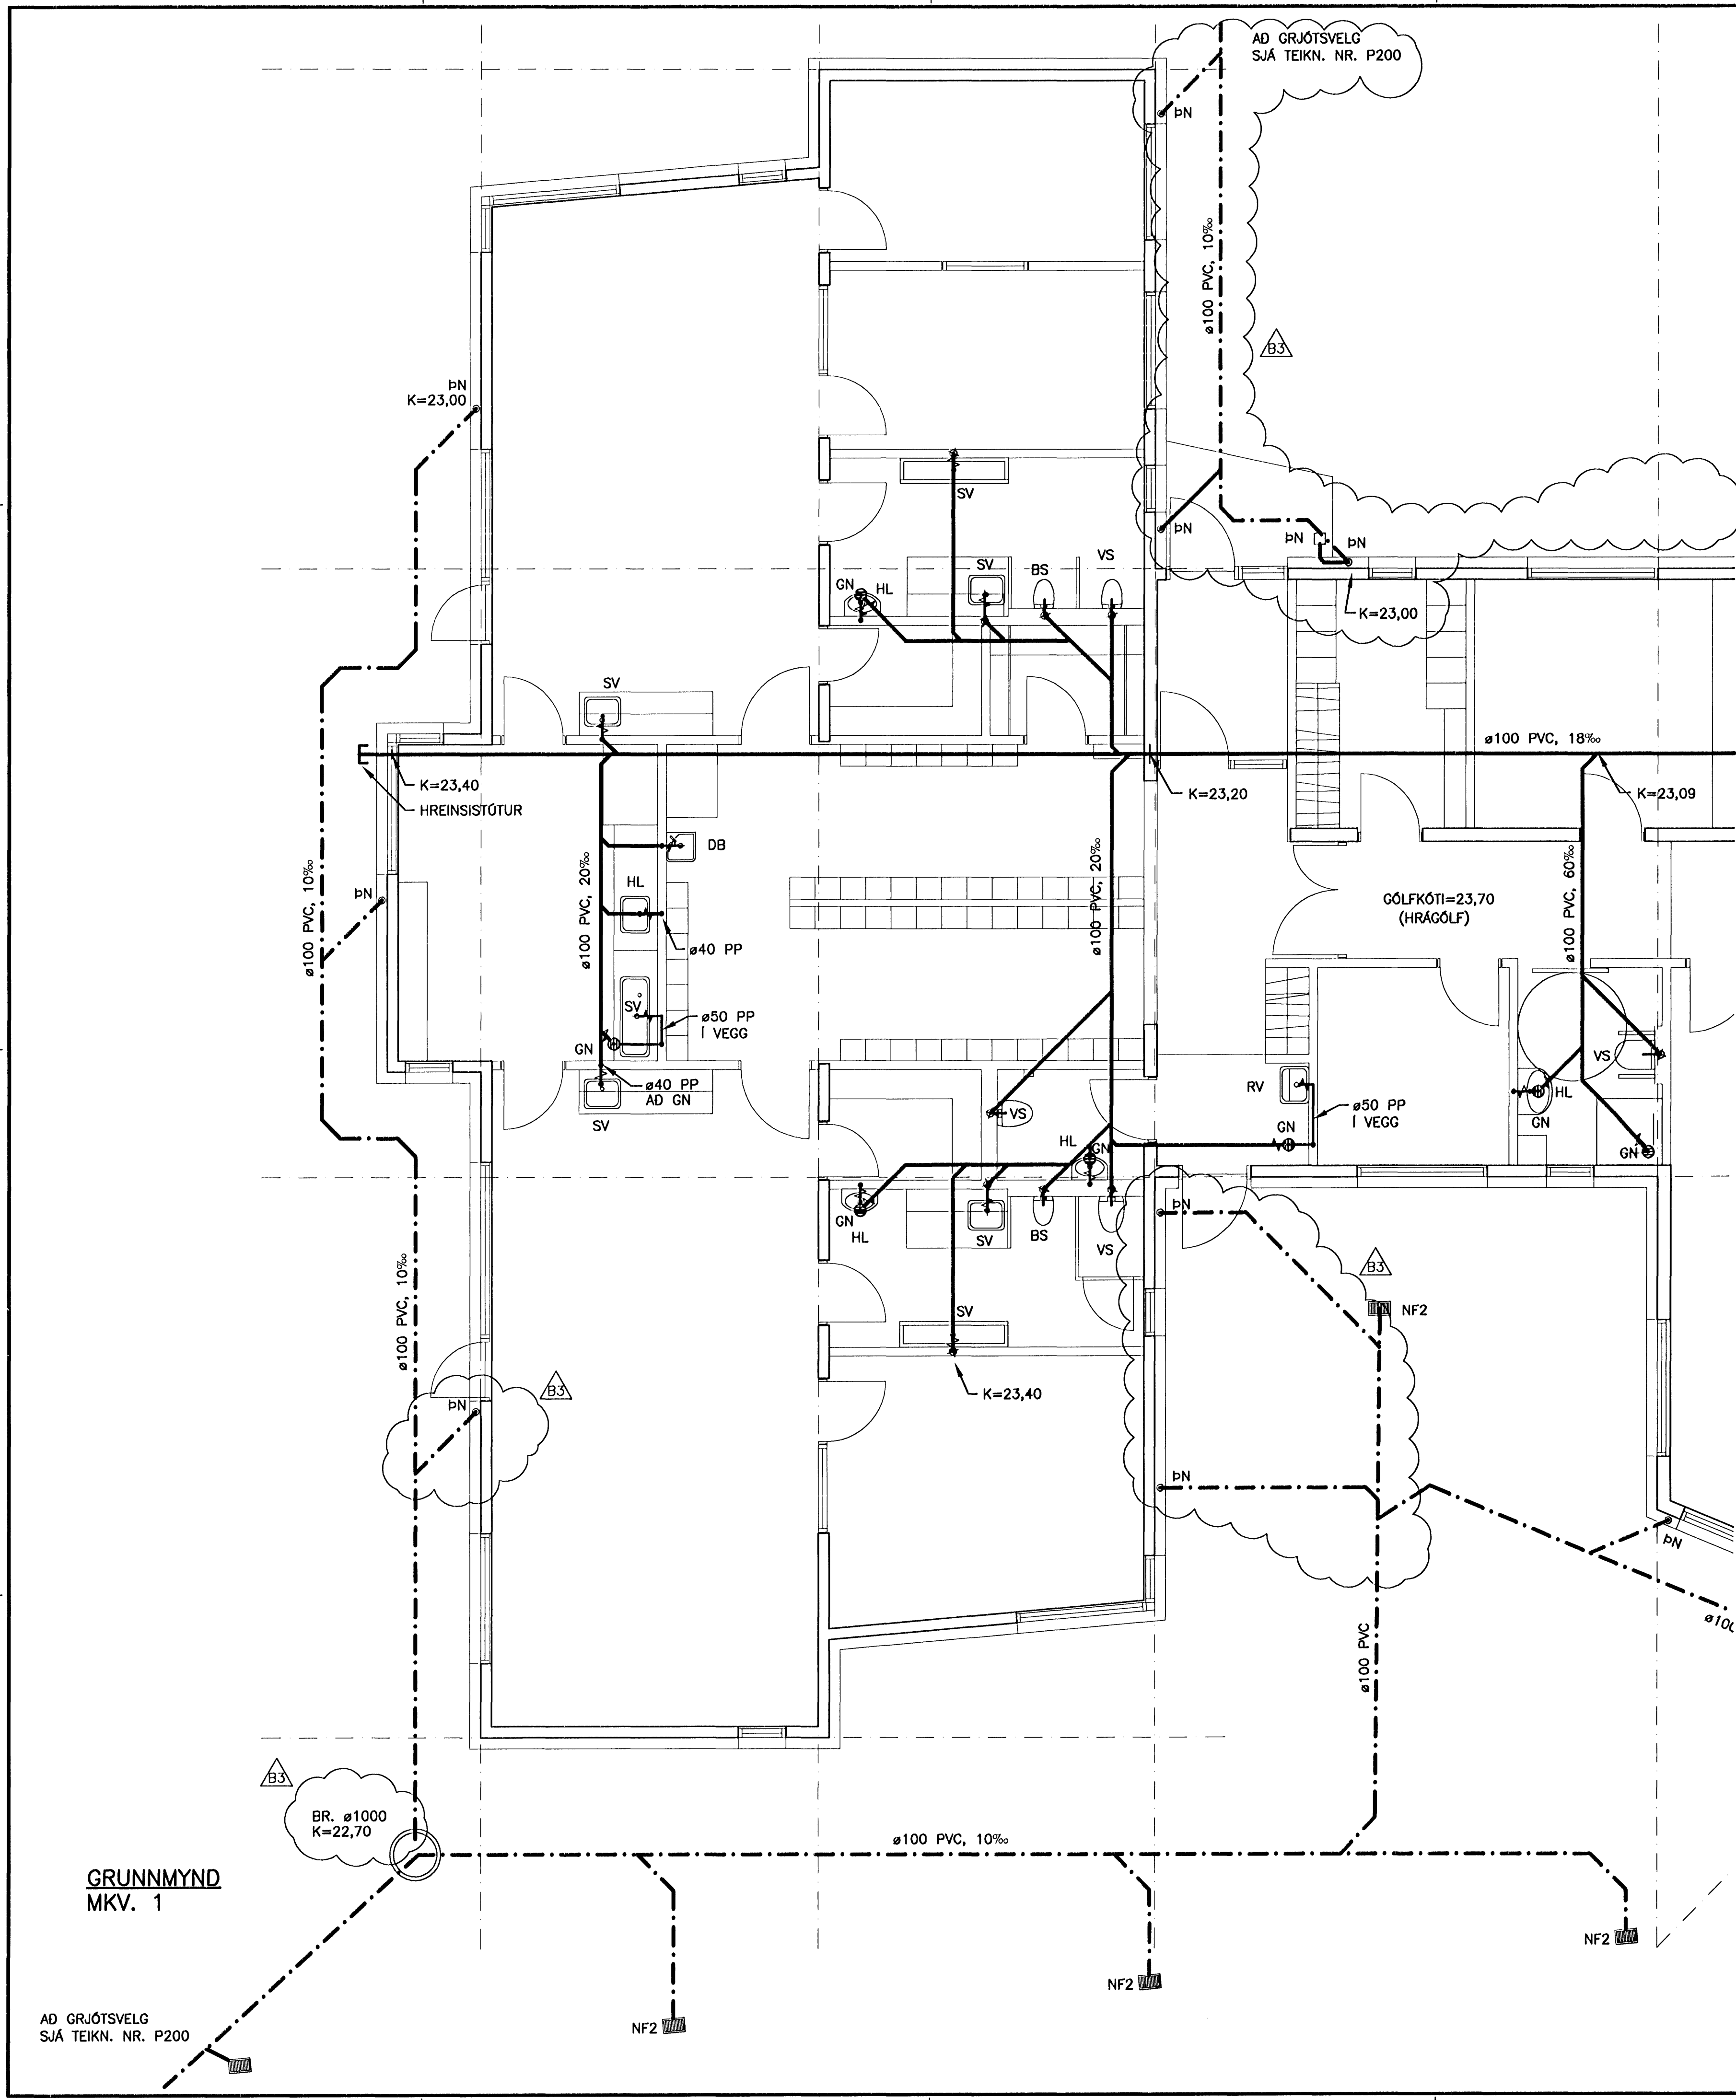 AÐ GRJÓTSVELG
SJÁ TEIKN. NR. P200
ÞN
ø100 PVC, 10‰
B3
ÞN
K=23,00
SV
ÞN
ÞN
ÞN
K=23,00
GN
HL
SV
BS
VS
SV
ø100 PVC, 18‰
K=23,40
HREINSISTÚTUR
K=23,20
K=23,09
DB
HL
ø100 PVC, 10‰
ÞN
ø100 PVC, 20‰
ø40 PP
ø100 PVC, 20‰
GÓLFKÓTI=23,70
(HRÁGÓLF)
ø100 PVC, 60‰
SV
ø50 PP
Í VEGG
GN
ø40 PP
AÐ GN
SV
VS
RV
ø50 PP
Í VEGG
GN
VS
HL
GN
GN
HL
GN
GN
HL
SV
BS
VS
ÞN
SV
B3
NF2
ø100 PVC, 10‰
K=23,40
B3
ÞN
ÞN
ÞN
ø100 PVC
B3
BR. ø1000
K=22,70
ø100 PVC, 10‰
GRUNNMYND
MKV. 1
NF2
NF2
NF2
AÐ GRJÓTSVELG
SJÁ TEIKN. NR. P200